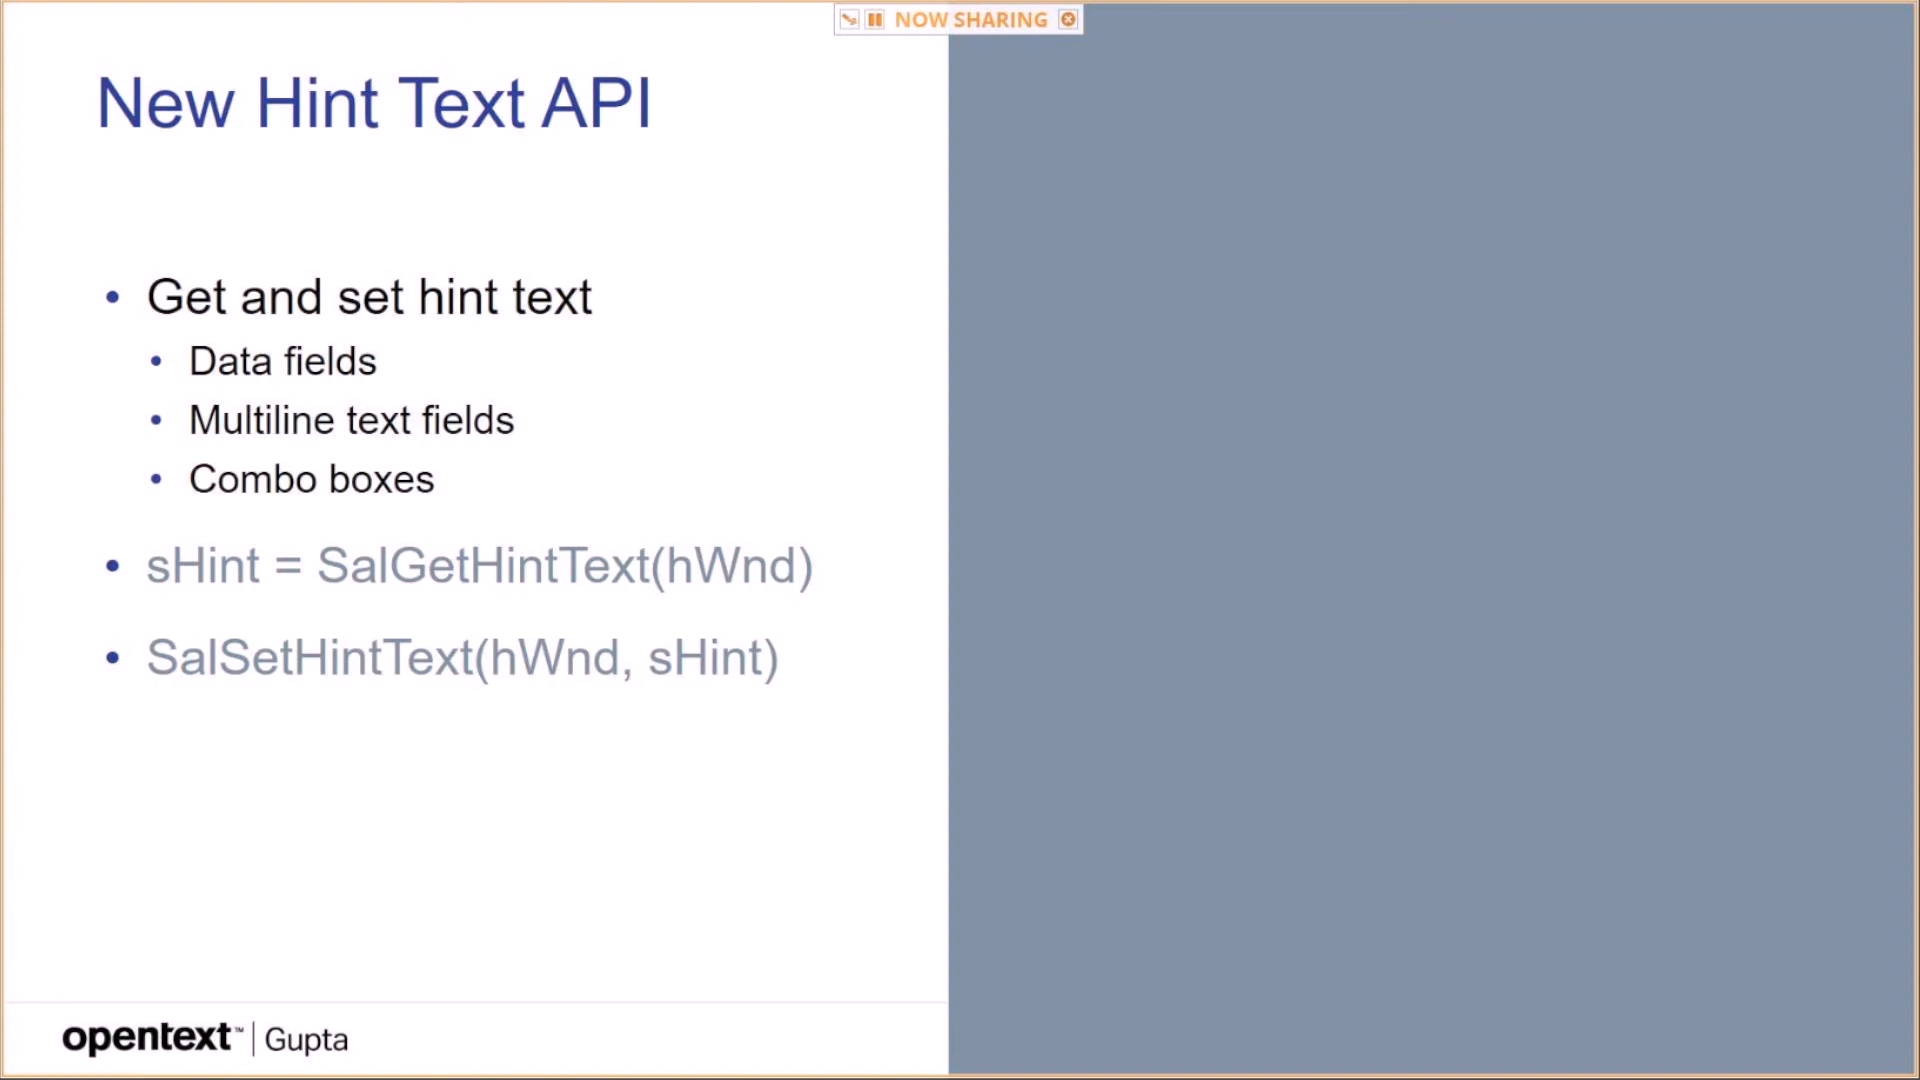 NOW SHARING
New Hint Text API
• Get and set hint text
• Data fields
• Multiline text fields
• Combo boxes
• sHint = SalGetHintText(hWnd)
• SalSetHintText(hWnd, sHint)
opentext™ | Gupta